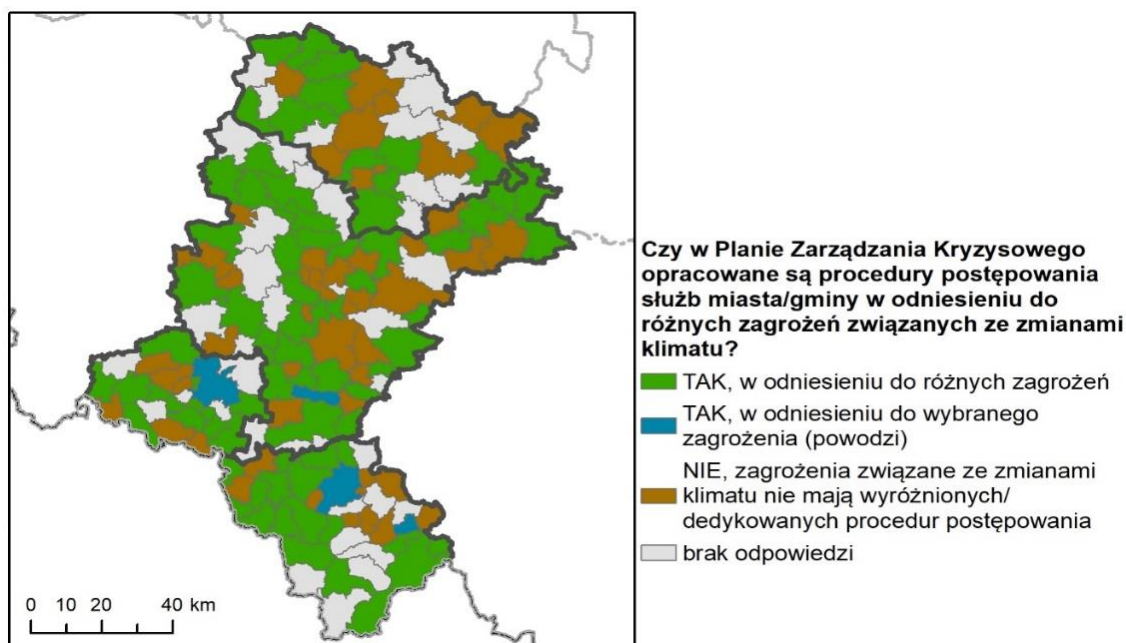 Czy w Planie Zarządzania Kryzysowego
opracowane są procedury postępowania
służb miasta/gminy w odniesieniu do
różnych zagrożeń związanych ze zmianami
klimatu?
TAK, w odniesieniu do różnych zagrożeń
TAK, w odniesieniu do wybranego
zagrożenia (powodzi)
NIE, zagrożenia związane ze zmianami
klimatu nie mają wyróżnionych/
dedykowanych procedur postępowania
brak odpowiedzi
0 10 20 40 km